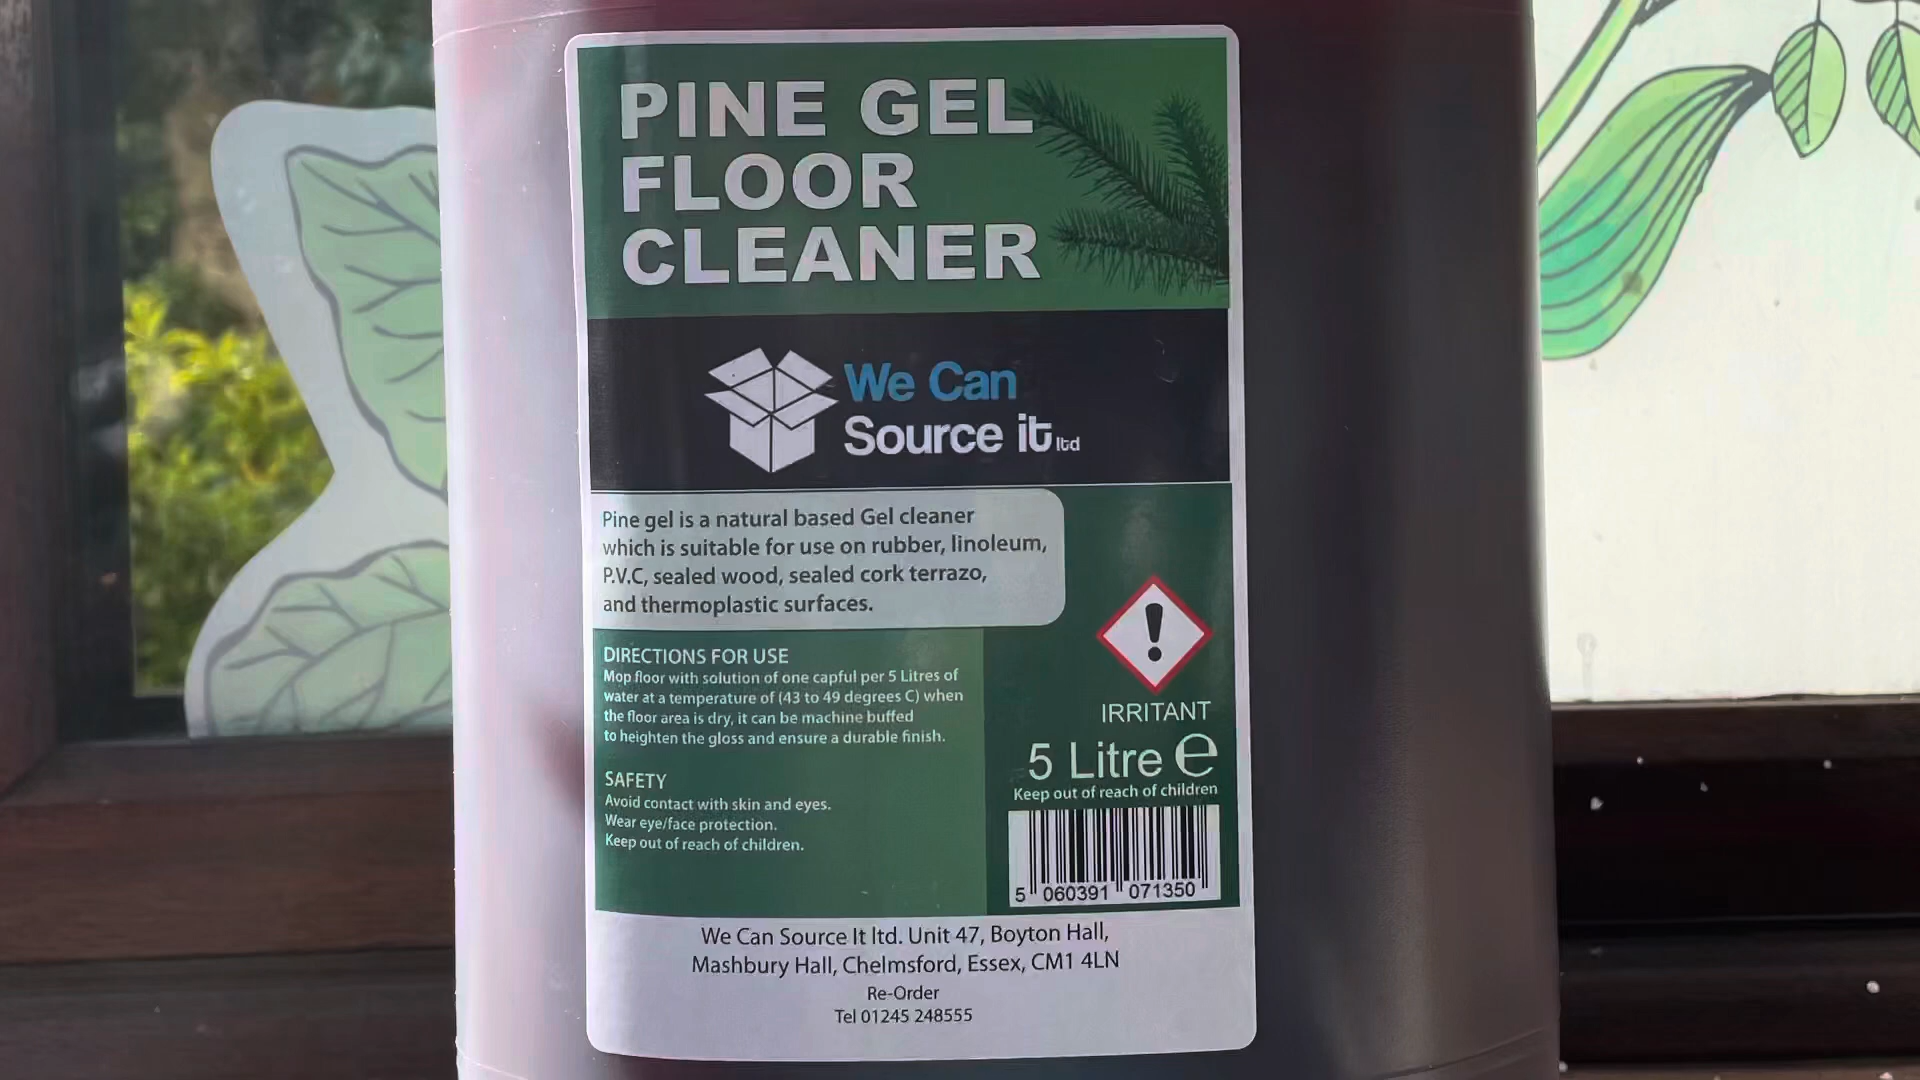 PINE GEL
FLOOR
CLEANER
We Can
Source it ltd
Pine gel is a natural based Gel cleaner
which is suitable for use on rubber, linoleum,
P.V.C, sealed wood, sealed cork terrazo,
and thermoplastic surfaces.
DIRECTIONS FOR USE
Mop floor with solution of one capful per 5 Litres of
water at a temperature of (43 to 49 degrees C) when
the floor area is dry, it can be machine buffed
to heighten the gloss and ensure a durable finish.
SAFETY
Avoid contact with skin and eyes.
Wear eye/face protection.
Keep out of reach of children.
IRRITANT
5 Litre e
Keep out of reach of children
5 060391 071350
We Can Source It ltd. Unit 47, Boyton Hall,
Mashbury Hall, Chelmsford, Essex, CM1 4LN
Re-Order
Tel 01245 248555